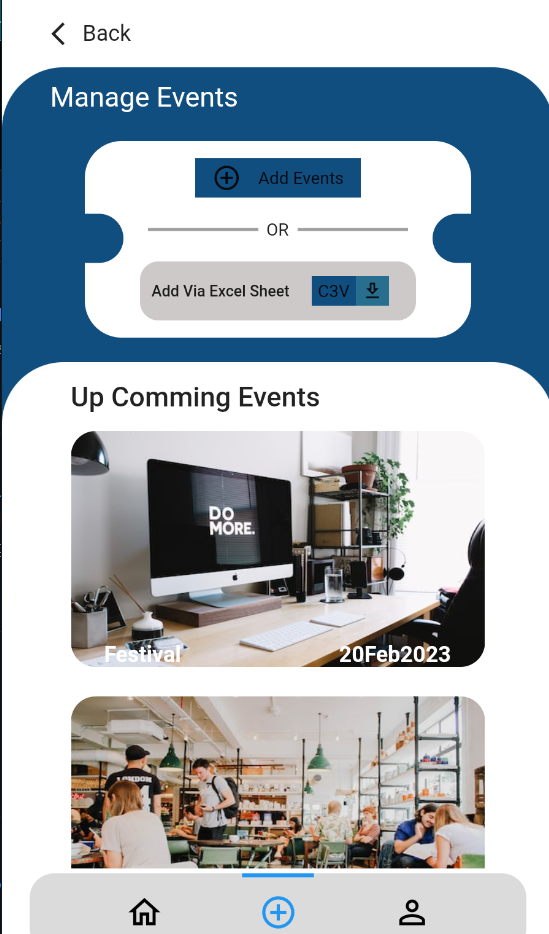 Back
Manage Events
Add Events
OR
Add Via Excel Sheet C3V
Up Comming Events
DO
MORE.
Festival 20Feb2023
LONDON